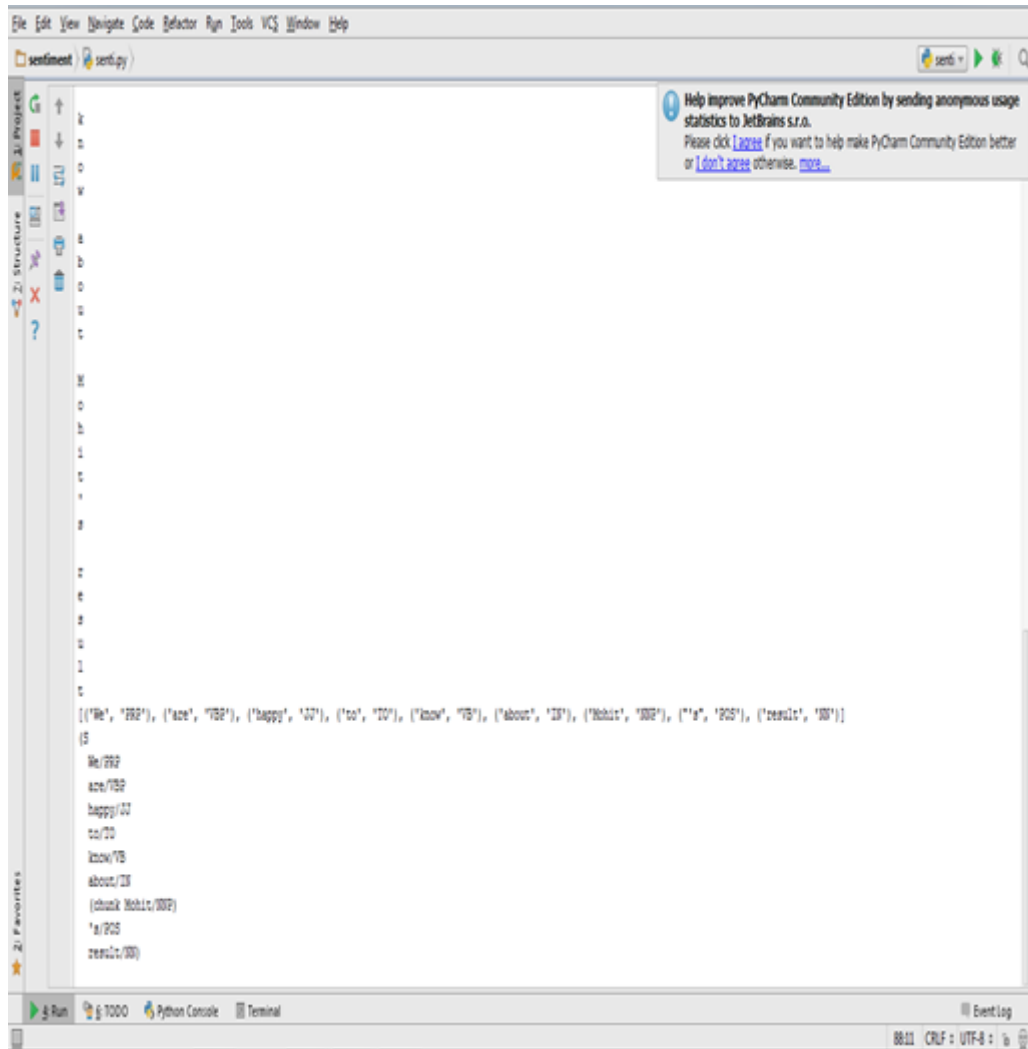 File Edit View Navigate Code Refactor Run Tools VCS Window Help
sentiment senti.py
senti
Help improve PyCharm Community Edition by sending anonymous usage
statistics to JetBrains s.r.o.
Please click I agree if you want to help make PyCharm Community Edition better
or I don't agree otherwise. more...
1: Project
2: Structure
2: Favorites
k
n
o
w
a
b
o
u
t
M
o
h
i
t
'
s
r
e
s
u
l
t
[('We', 'PRP'), ('are', 'VBP'), ('happy', 'JJ'), ('to', 'TO'), ('know', 'VB'), ('about', 'IN'), ('Mohit', 'NNP'), ("'s", 'POS'), ('result', 'NN')]
(S
We/PRP
are/VBP
happy/JJ
to/TO
know/VB
about/IN
(chunk Mohit/NNP)
's/POS
result/NN)
4: Run 6: TODO Python Console Terminal Event Log
88:11 CRLF UTF-8